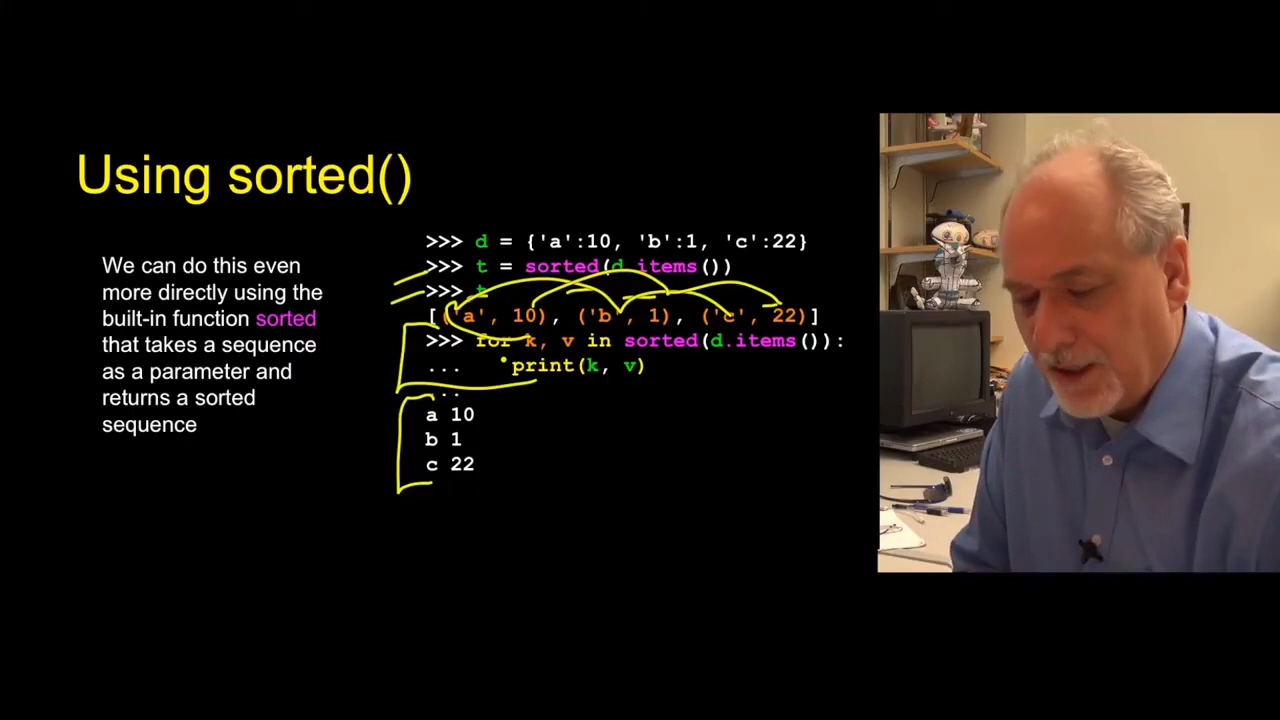 Using sorted()
We can do this even
more directly using the
built-in function sorted
that takes a sequence
as a parameter and
returns a sorted
sequence
>>> d = {'a':10, 'b':1, 'c':22}
>>> t = sorted(d.items())
>>> t
[('a', 10), ('b', 1), ('c', 22)]
>>> for k, v in sorted(d.items()):
... print(k, v)
...
a 10
b 1
c 22